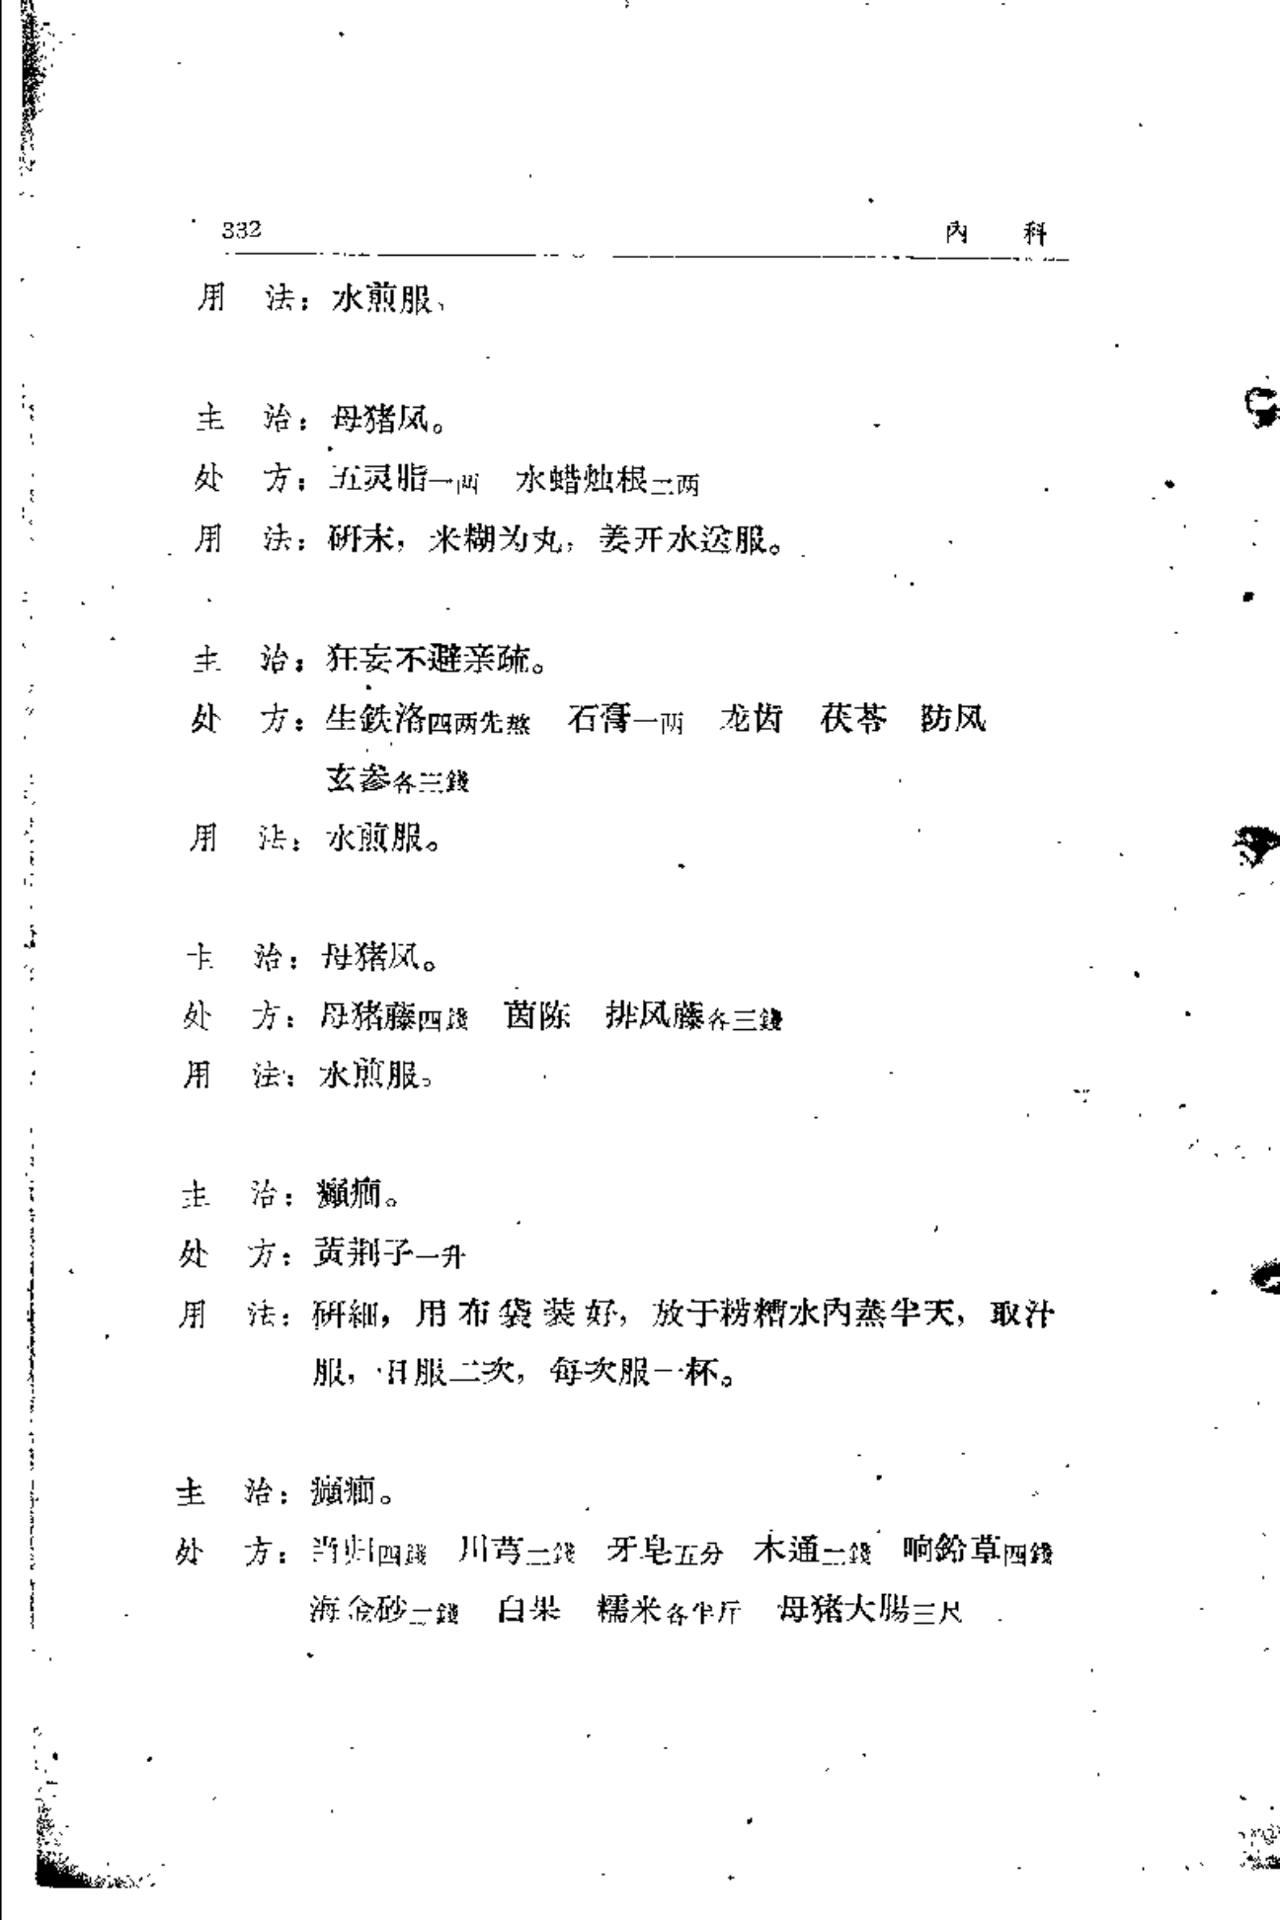 332 內 科
用 法：水煎服、
主 治：母猪风。
处 方：五灵脂一两 水蜡烛根二两
用 法：研末，米糊为丸，姜开水送服。
主 治：狂妄不避亲疏。
处 方：生鉄洛四两先熬 石膏一两 龙齿 茯苓 防风
玄参各三錢
用 法：水煎服。
主 治：母猪风。
处 方：母猪藤四錢 茵陈 排风藤各三錢
用 法：水煎服。
主 治：癲癇。
处 方：黄荆子一升
用 法：研細，用布袋装好，放于捞糟水內蒸半天，取汁
服，日服二次，每次服一杯。
主 治：癲癇。
处 方：当归四錢 川芎二錢 牙皂五分 木通二錢 响鈴草四錢
海金砂二錢 白果 糯米各半斤 母猪大腸三尺